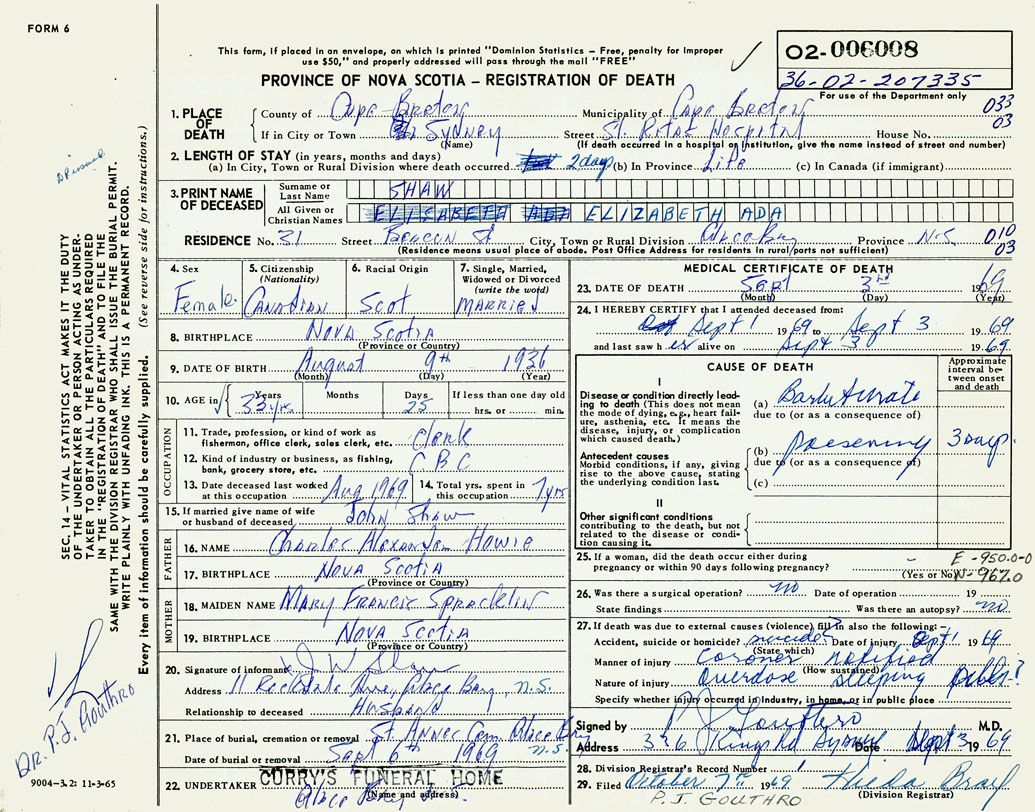 FORM 6
This form, if placed in an envelope, on which is printed "Dominion Statistics – Free, penalty for improper
use $50," and properly addressed will pass through the mail "FREE"
PROVINCE OF NOVA SCOTIA – REGISTRATION OF DEATH
02-006008
36-02-207335
For use of the Department only
033
03
1. PLACE OF DEATH
County of Cape Breton Municipality of Cape Breton
If in City or Town Sydney Street St. Ritas Hospital House No.
(Name) (If death occurred in a hospital or institution, give the name instead of street and number)
2. LENGTH OF STAY (in years, months and days)
(a) In City, Town or Rural Division where death occurred 2 days (b) In Province Life (c) In Canada (if immigrant)
3. PRINT NAME OF DECEASED
Surname or Last Name SHAW
All Given or Christian Names ELISABETH ADA ELIZABETH ADA
RESIDENCE No. 31 Street Beacon St City, Town or Rural Division Glace Bay Province N-S 010
(Residence means usual place of abode. Post Office Address for residents in rural parts not sufficient) 03
4. Sex Female
5. Citizenship (Nationality) Canadian
6. Racial Origin Scot
7. Single, Married, Widowed or Divorced (write the word) Married
8. BIRTHPLACE Nova Scotia
(Province or Country)
9. DATE OF BIRTH August 9th 1936
(Month) (Day) (Year)
10. AGE in Years 33 yrs. Months Days 25 If less than one day old hrs. or min.
OCCUPATION
11. Trade, profession, or kind of work as fisherman, office clerk, sales clerk, etc. Clerk
12. Kind of industry or business, as fishing, bank, grocery store, etc. CBC
13. Date deceased last worked at this occupation Aug 1969
14. Total yrs. spent in this occupation 7 yrs
15. If married give name of wife or husband of deceased John Shaw
FATHER
16. NAME Charles Alexander Howie
17. BIRTHPLACE Nova Scotia
(Province or Country)
MOTHER
18. MAIDEN NAME Mary Francis Spracklin
19. BIRTHPLACE Nova Scotia
(Province or Country)
20. Signature of informant J W Shaw
Address 11 Ave, Glace Bay, N.S.
Relationship to deceased Husband
21. Place of burial, cremation or removal St Annes Cem. Glace Bay
Date of burial or removal Sept 6th 1969 N.S.
22. UNDERTAKER CURRY'S FUNERAL HOME
(Name and address) Glace Bay
MEDICAL CERTIFICATE OF DEATH
23. DATE OF DEATH Sept 3rd 1969
(Month) (Day) (Year)
24. I HEREBY CERTIFY that I attended deceased from:
Sept 1 1969 to Sept 3 1969
and last saw her alive on Sept 3 1969.
CAUSE OF DEATH
Approximate interval between onset and death
I
Disease or condition directly leading to death (This does not mean the mode of dying, e.g., heart failure, asthenia, etc. It means the disease, injury, or complication which caused death.)
(a) Barbiturate
due to (or as a consequence of)
Antecedent causes
Morbid conditions, if any, giving rise to the above cause, stating the underlying condition last.
(b) poisening 3 days
due to (or as a consequence of)
(c)
II
Other significant conditions contributing to the death, but not related to the disease or condition causing it.
25. If a woman, did the death occur either during pregnancy or within 90 days following pregnancy? – E-950.0-0
(Yes or No) N-967.0
26. Was there a surgical operation? no Date of operation 19
State findings Was there an autopsy? no
27. If death was due to external causes (violence) fill in also the following:–
Accident, suicide or homicide? suicide? Date of injury Sept 1 1969
(State which)
Manner of injury coroner notified
(How sustained)
Nature of injury overdose sleeping pills?
Specify whether injury occurred in industry, in home, or in public place
Signed by P J Gouthro M.D.
Address 326 Kings Rd Sydney Date Sept 3 1969
28. Division Registrar's Record Number
29. Filed October 7th 1969 Hilda Bray
P. J. GOUTHRO (Division Registrar)
SEC. 14 – VITAL STATISTICS ACT MAKES IT THE DUTY
OF THE UNDERTAKER OR PERSON ACTING AS UNDERTAKER
TO OBTAIN ALL THE PARTICULARS REQUIRED
IN THE "REGISTRATION OF DEATH" AND TO FILE THE
SAME WITH THE DIVISION REGISTRAR WHO SHALL ISSUE THE BURIAL PERMIT.
WRITE PLAINLY WITH UNFADING INK. THIS IS A PERMANENT RECORD.
Every item of information should be carefully supplied. (See reverse side for instructions.)
DR. P.J. GOUTHRO
9004-3.2: 11-3-65